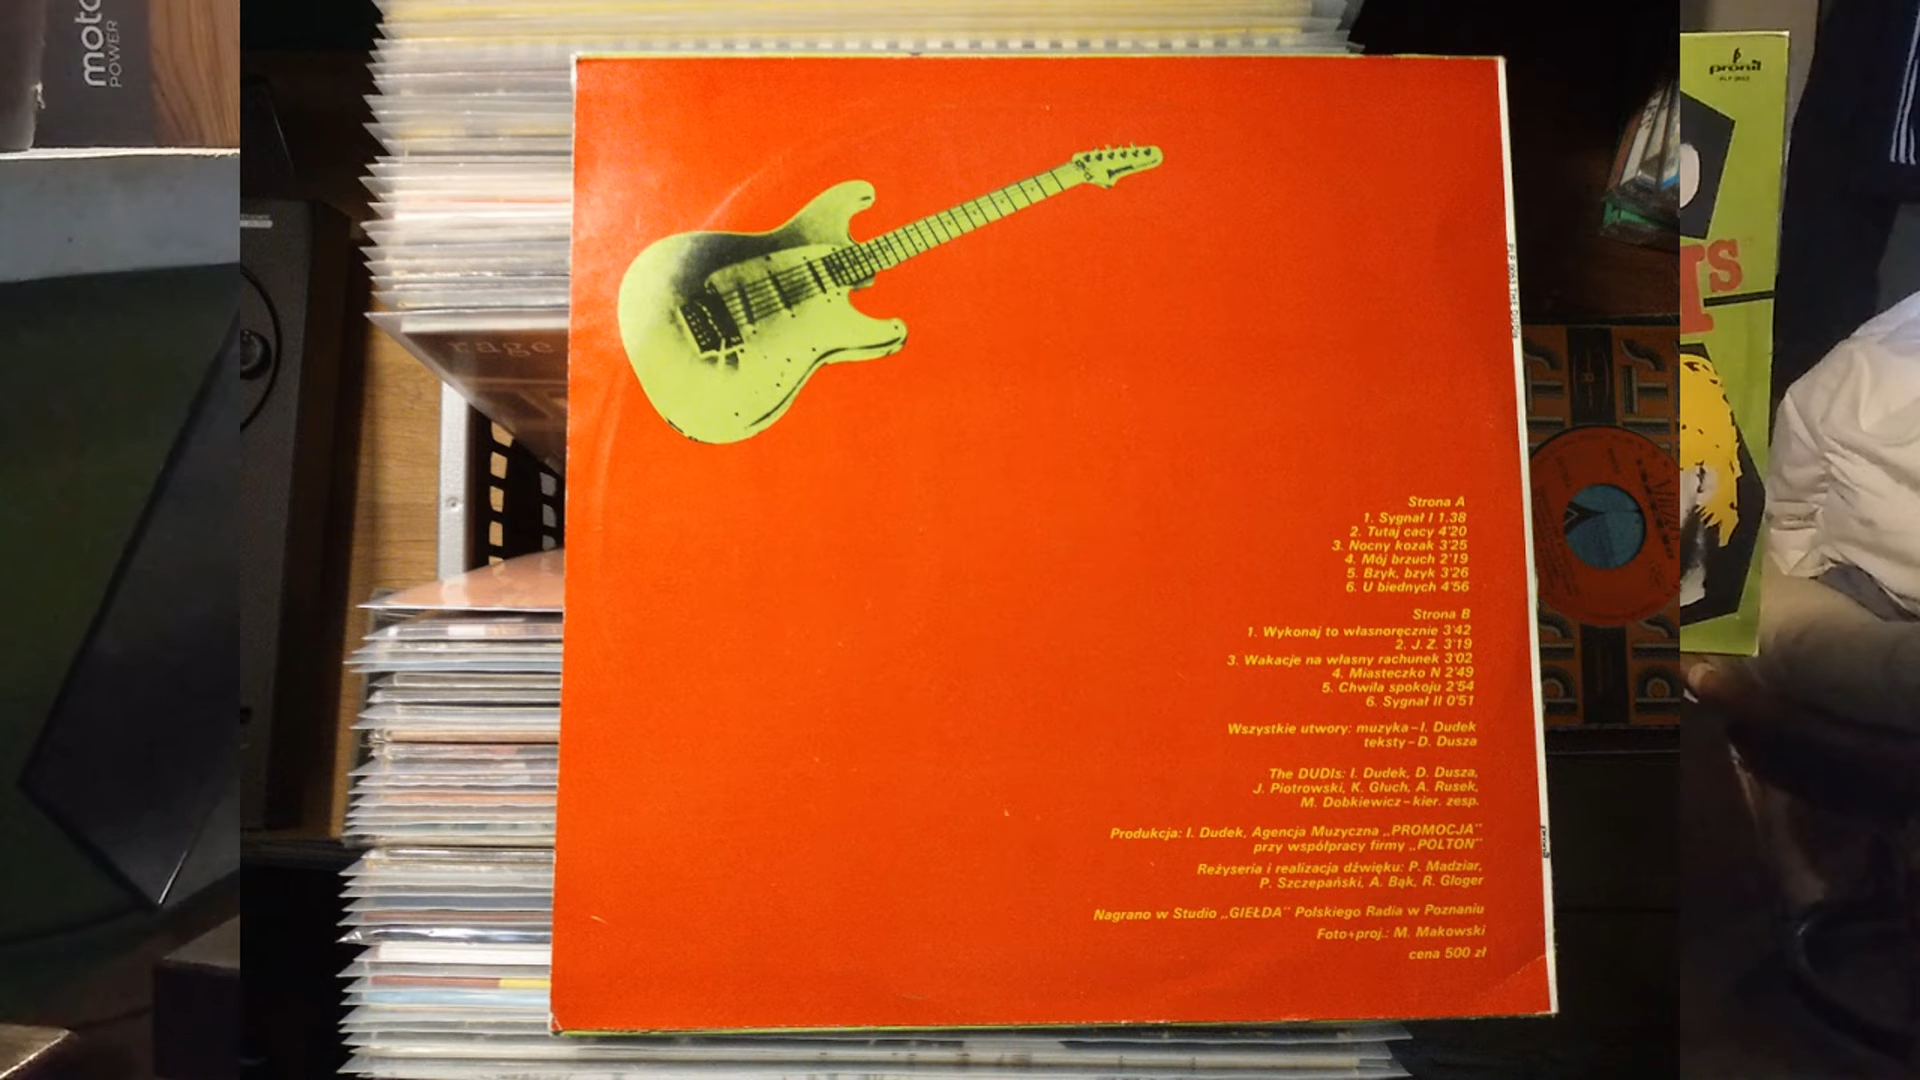 moto
POWER
pronit
rage
Strona A
1. Sygnał I 1.38
2. Tutaj cacy 4'20
3. Nocny kozak 3'25
4. Mój brzuch 2'19
5. Bzyk, bzyk 3'26
6. U biednych 4'56
Strona B
1. Wykonaj to własnoręcznie 3'42
2. J. Z. 3'19
3. Wakacje na własny rachunek 3'02
4. Miasteczko N 2'49
5. Chwila spokoju 2'54
6. Sygnał II 0'51
Wszystkie utwory: muzyka–I. Dudek
teksty–D. Dusza
The DUDIs: I. Dudek, D. Dusza,
J. Piotrowski, K. Głuch, A. Rusek,
M. Dobkiewicz–kier. zesp.
Produkcja: I. Dudek, Agencja Muzyczna „PROMOCJA”
przy współpracy firmy „POLTON”
Reżyseria i realizacja dźwięku: P. Madziar,
P. Szczepański, A. Bąk, R. Gloger
Nagrano w Studio „GIEŁDA” Polskiego Radia w Poznaniu
Foto+proj.: M. Makowski
cena 500 zł
THE DUDIs
pronit
Is